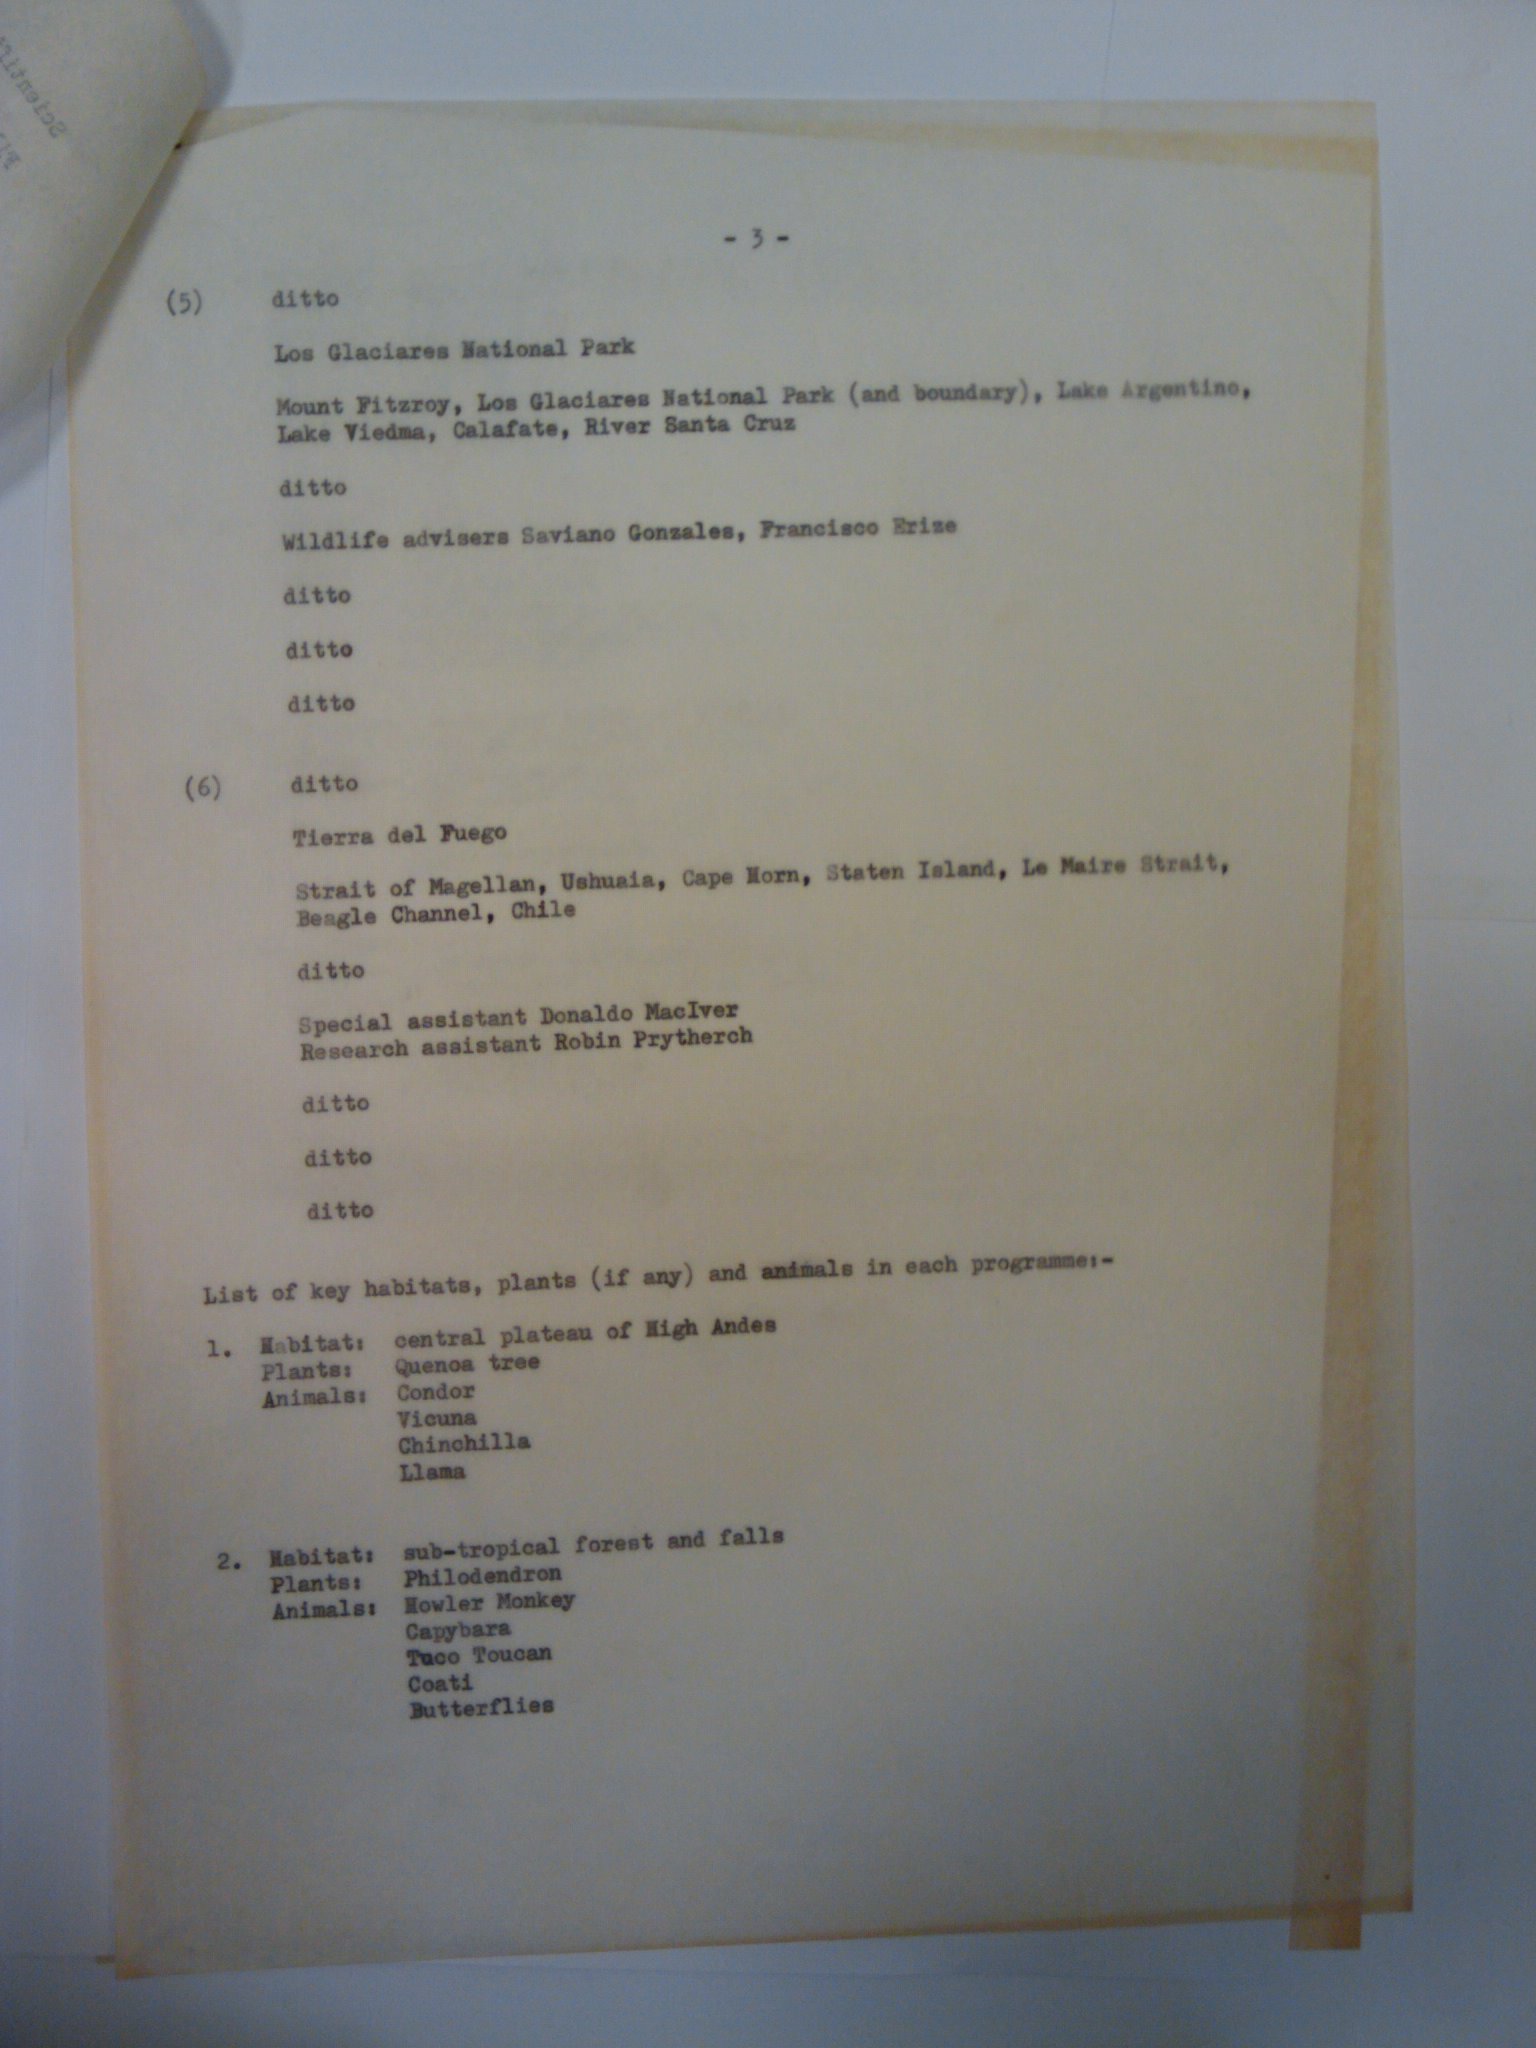 Scientifi
- 3 -
(5) ditto
Los Glaciares National Park
Mount Fitzroy, Los Glaciares National Park (and boundary), Lake Argentino,
Lake Viedma, Calafate, River Santa Cruz
ditto
Wildlife advisers Saviano Gonzales, Francisco Erize
ditto
ditto
ditto
(6) ditto
Tierra del Fuego
Strait of Magellan, Ushuaia, Cape Horn, Staten Island, Le Maire Strait,
Beagle Channel, Chile
ditto
Special assistant Donaldo MacIver
Research assistant Robin Prytherch
ditto
ditto
ditto
List of key habitats, plants (if any) and animals in each programme:-
1. Habitat: central plateau of High Andes
Plants: Quenoa tree
Animals: Condor
Vicuna
Chinchilla
Llama
2. Habitat: sub-tropical forest and falls
Plants: Philodendron
Animals: Howler Monkey
Capybara
Tuco Toucan
Coati
Butterflies